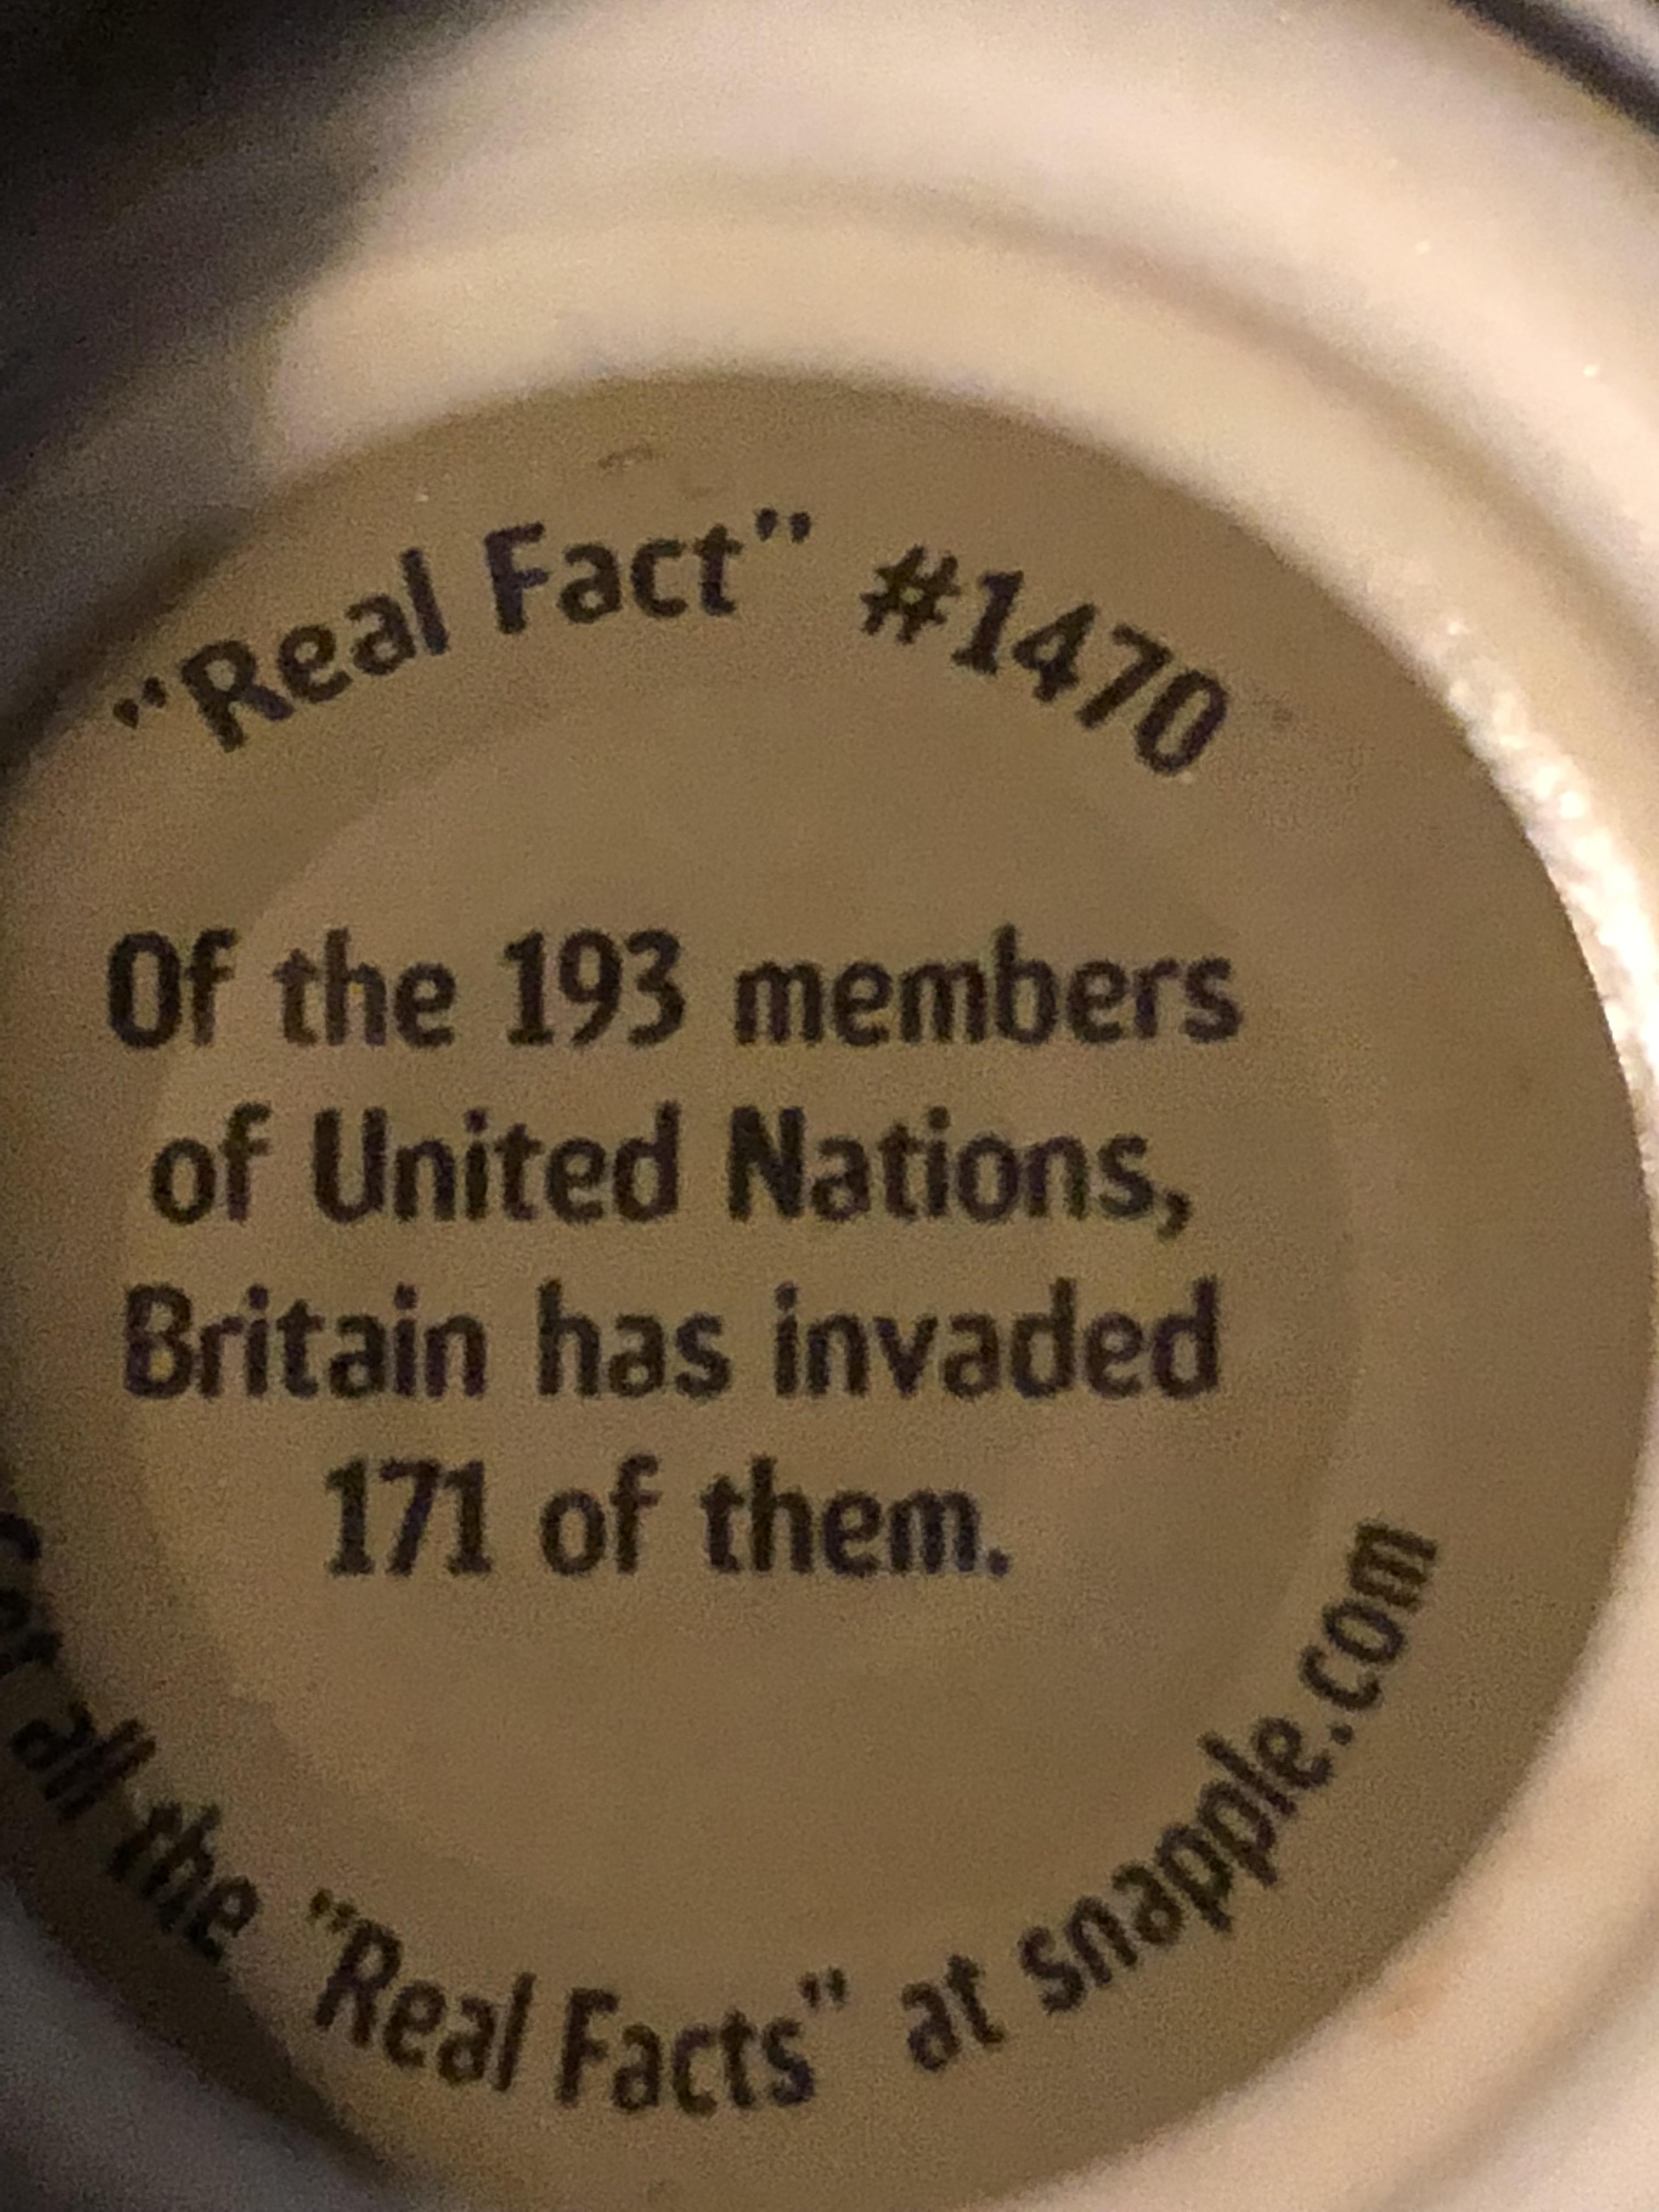 "Real Fact" #1470
Of the 193 members
of United Nations,
Britain has invaded
171 of them.
all the "Real Facts" at snapple.com